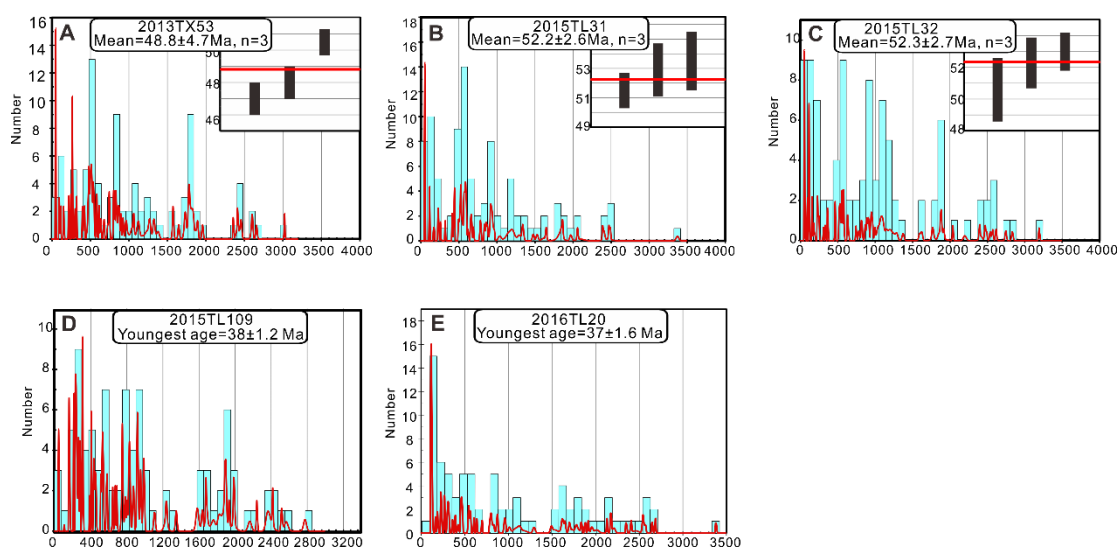 A
2013TX53
Mean=48.8±4.7Ma, n=3
Number
16
14
12
10
8
6
4
2
0
50
48
46
0 500 1000 1500 2000 2500 3000 3500 4000
B
2015TL31
Mean=52.2±2.6Ma, n=3
Number
16
14
12
10
8
6
4
2
0
55
53
51
49
0 500 1000 1500 2000 2500 3000 3500 4000
C
2015TL32
Mean=52.3±2.7Ma, n=3
Number
10
8
6
4
2
0
52
50
48
0 500 1000 1500 2000 2500 3000 3500 4000
D
2015TL109
Youngest age=38±1.2 Ma
Number
10
8
6
4
2
0
0 400 800 1200 1600 2000 2400 2800 3200
E
2016TL20
Youngest age=37±1.6 Ma
Number
18
16
14
12
10
8
6
4
2
0
0 500 1000 1500 2000 2500 3000 3500